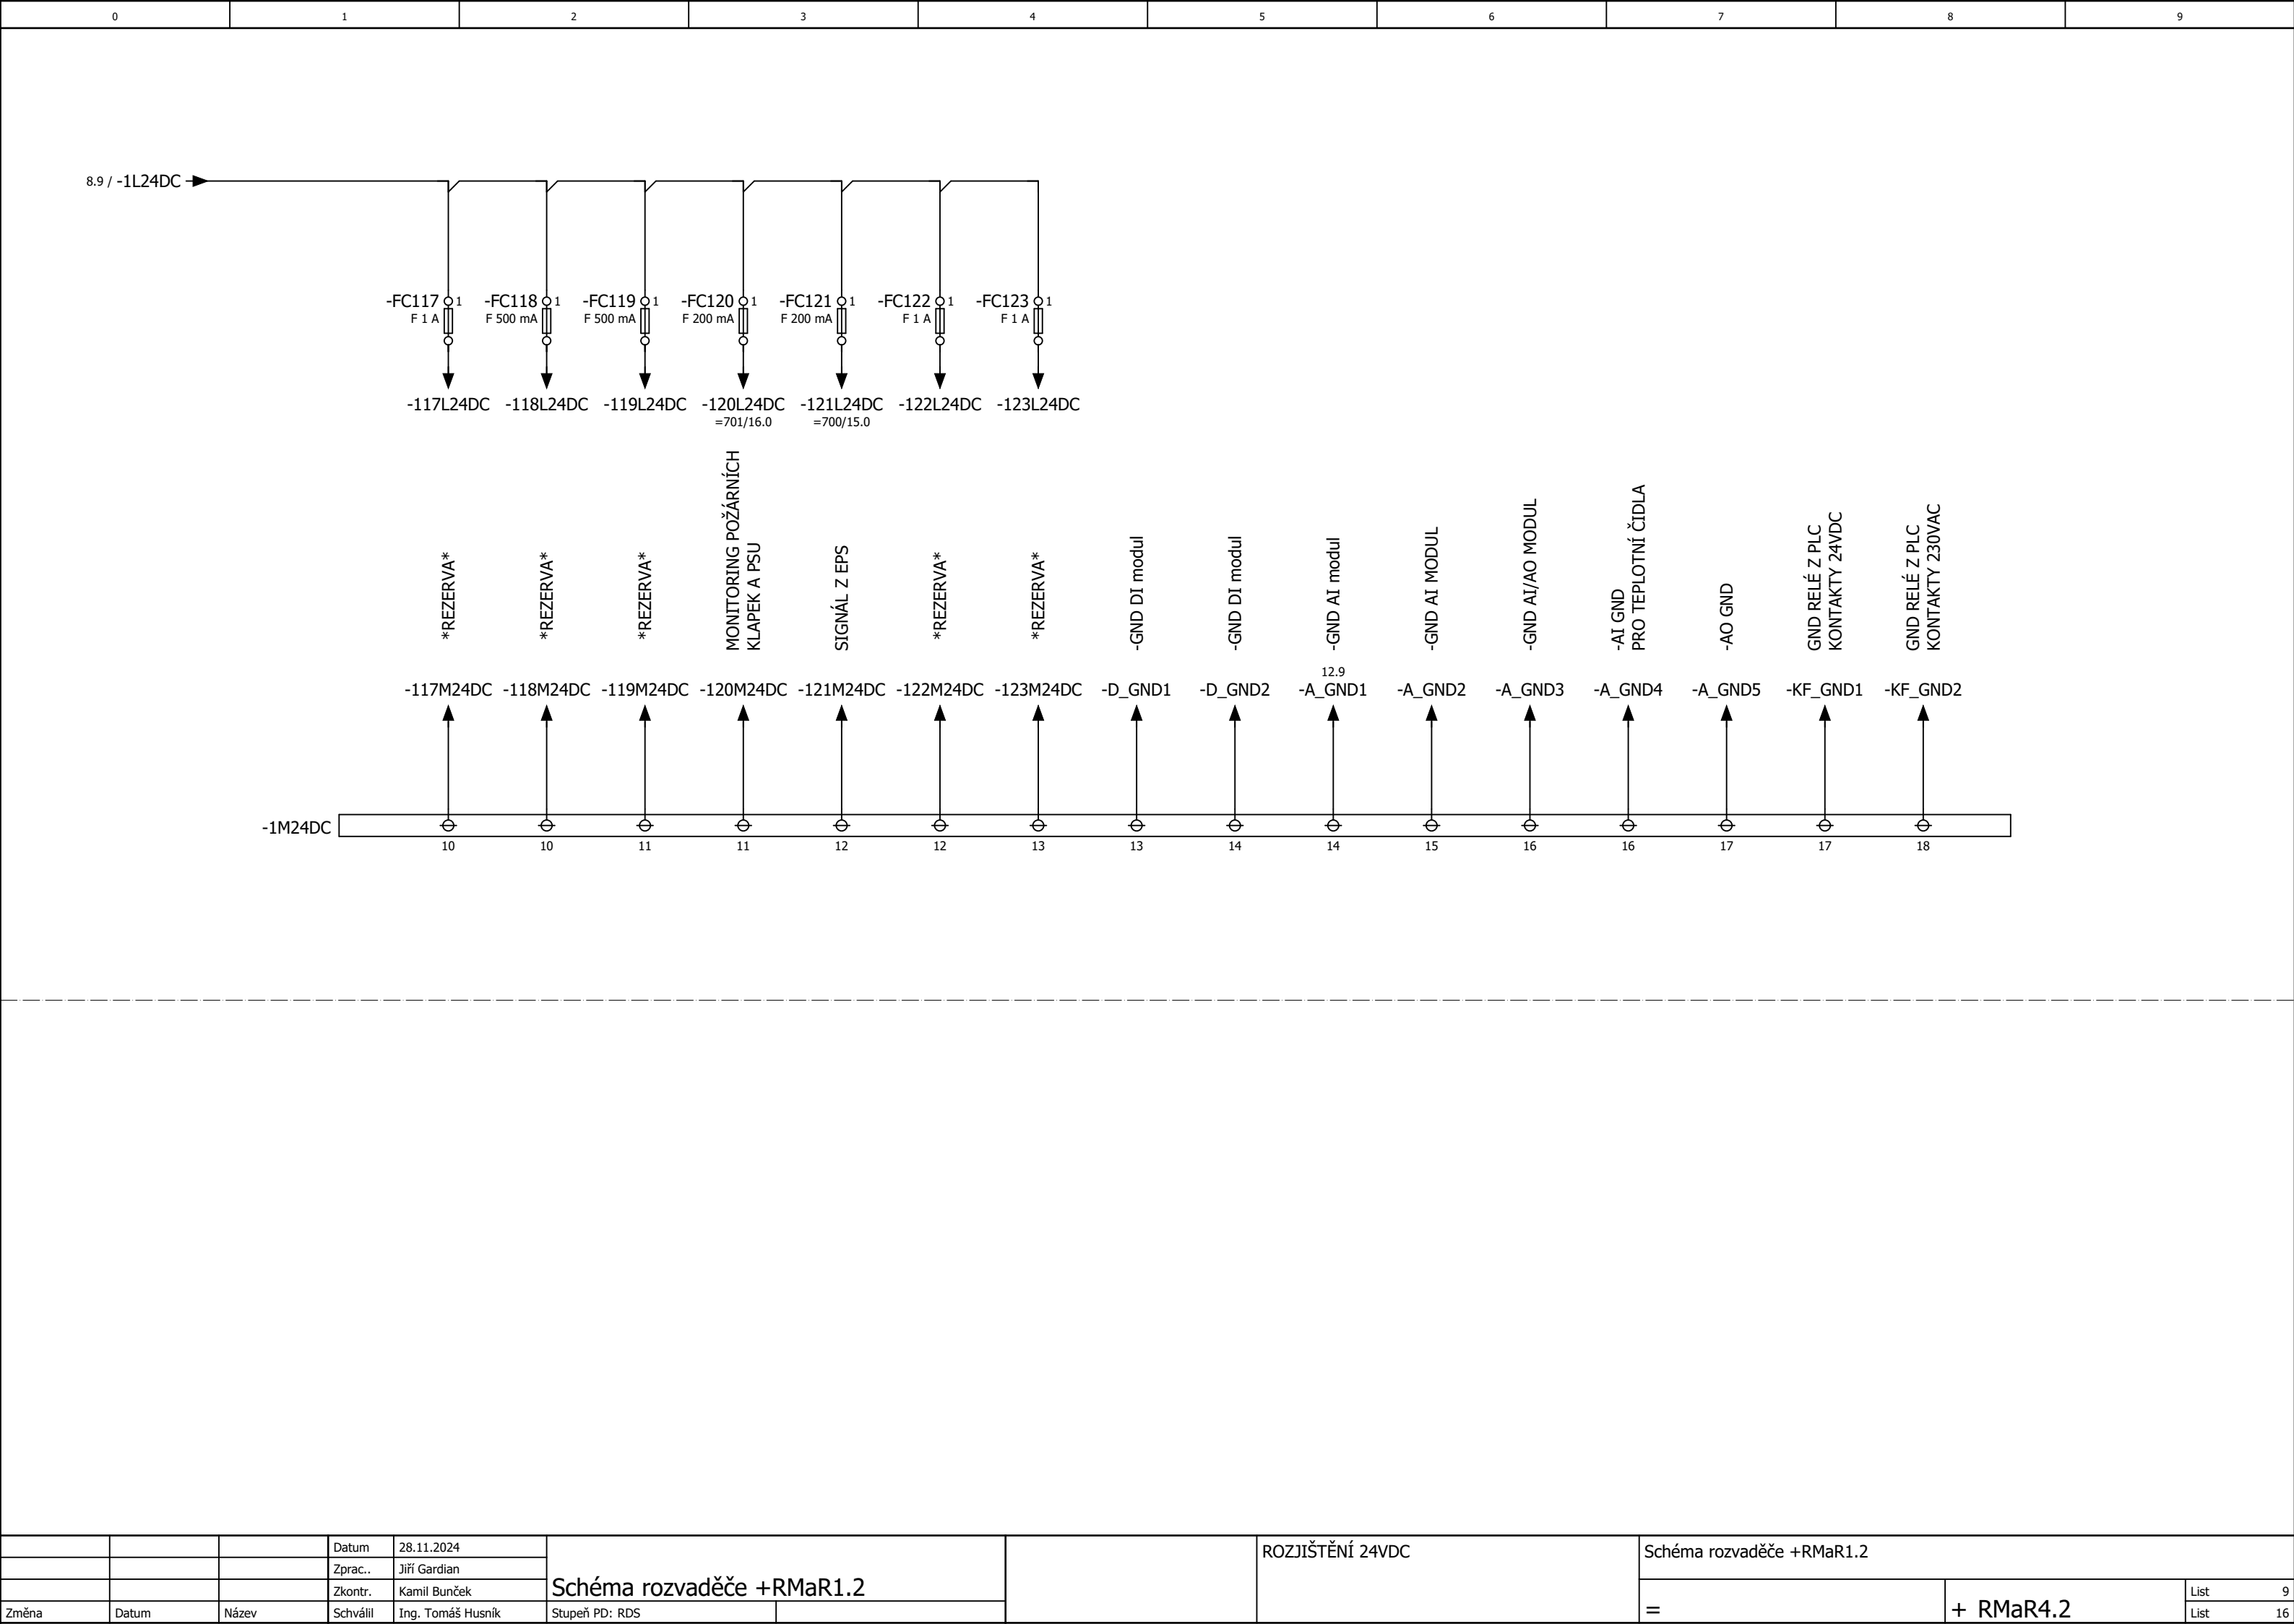 0 1 2 3 4 5 6 7 8 9
8.9 / -1L24DC
-FC117 1 -FC118 1 -FC119 1 -FC120 1 -FC121 1 -FC122 1 -FC123 1
F 1 A F 500 mA F 500 mA F 200 mA F 200 mA F 1 A F 1 A
-117L24DC -118L24DC -119L24DC -120L24DC -121L24DC -122L24DC -123L24DC
=701/16.0 =700/15.0
*REZERVA*
*REZERVA*
*REZERVA*
MONITORING POŽÁRNÍCH
KLAPEK A PSU
SIGNÁL Z EPS
*REZERVA*
*REZERVA*
-GND DI modul
-GND DI modul
-GND AI modul
-GND AI MODUL
-GND AI/AO MODUL
-AI GND
PRO TEPLOTNÍ ČIDLA
-AO GND
GND RELÉ Z PLC
KONTAKTY 24VDC
GND RELÉ Z PLC
KONTAKTY 230VAC
12.9
-117M24DC -118M24DC -119M24DC -120M24DC -121M24DC -122M24DC -123M24DC -D_GND1 -D_GND2 -A_GND1 -A_GND2 -A_GND3 -A_GND4 -A_GND5 -KF_GND1 -KF_GND2
-1M24DC
10 10 11 11 12 12 13 13 14 14 15 16 16 17 17 18
Datum 28.11.2024
Zprac.. Jiří Gardian
Zkontr. Kamil Bunček
Změna Datum Název Schválil Ing. Tomáš Husník
Schéma rozvaděče +RMaR1.2
Stupeň PD: RDS
ROZJIŠTĚNÍ 24VDC
Schéma rozvaděče +RMaR1.2
= + RMaR4.2
List 9
List 16